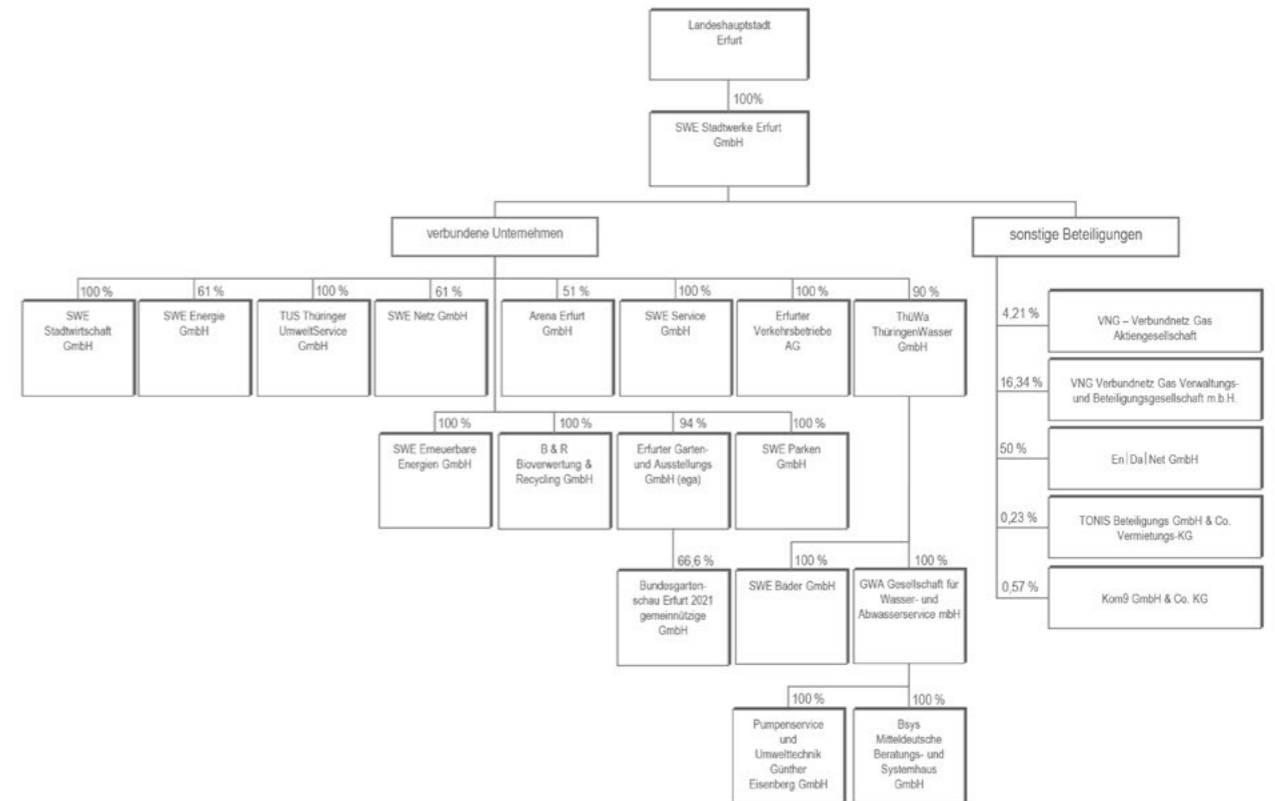 Landeshauptstadt
Erfurt
100%
SWE Stadtwerke Erfurt
GmbH
verbundene Unternehmen
sonstige Beteiligungen
100 %
SWE
Stadtwirtschaft
GmbH
61 %
SWE Energie
GmbH
100 %
TUS Thüringer
UmweltService
GmbH
61 %
SWE Netz GmbH
51 %
Arena Erfurt
GmbH
100 %
SWE Service
GmbH
100 %
Erfurter
Verkehrsbetriebe
AG
90 %
ThüWa
ThüringenWasser
GmbH
100 %
SWE Erneuerbare
Energien GmbH
100 %
B & R
Bioverwertung &
Recycling GmbH
94 %
Erfurter Garten-
und Ausstellungs
GmbH (ega)
100 %
SWE Parken
GmbH
66,6 %
Bundesgarten-
schau Erfurt 2021
gemeinnützige
GmbH
100 %
SWE Bäder GmbH
100 %
GWA Gesellschaft für
Wasser- und
Abwasserservice mbH
100 %
Pumpenservice
und
Umwelttechnik
Günther
Eisenberg GmbH
100 %
Bsys
Mitteldeutsche
Beratungs- und
Systemhaus
GmbH
4,21 %
VNG – Verbundnetz Gas
Aktiengesellschaft
16,34 %
VNG Verbundnetz Gas Verwaltungs-
und Beteiligungsgesellschaft m.b.H.
50 %
En|Da|Net GmbH
0,23 %
TONIS Beteiligungs GmbH & Co.
Vermietungs-KG
0,57 %
Kom9 GmbH & Co. KG